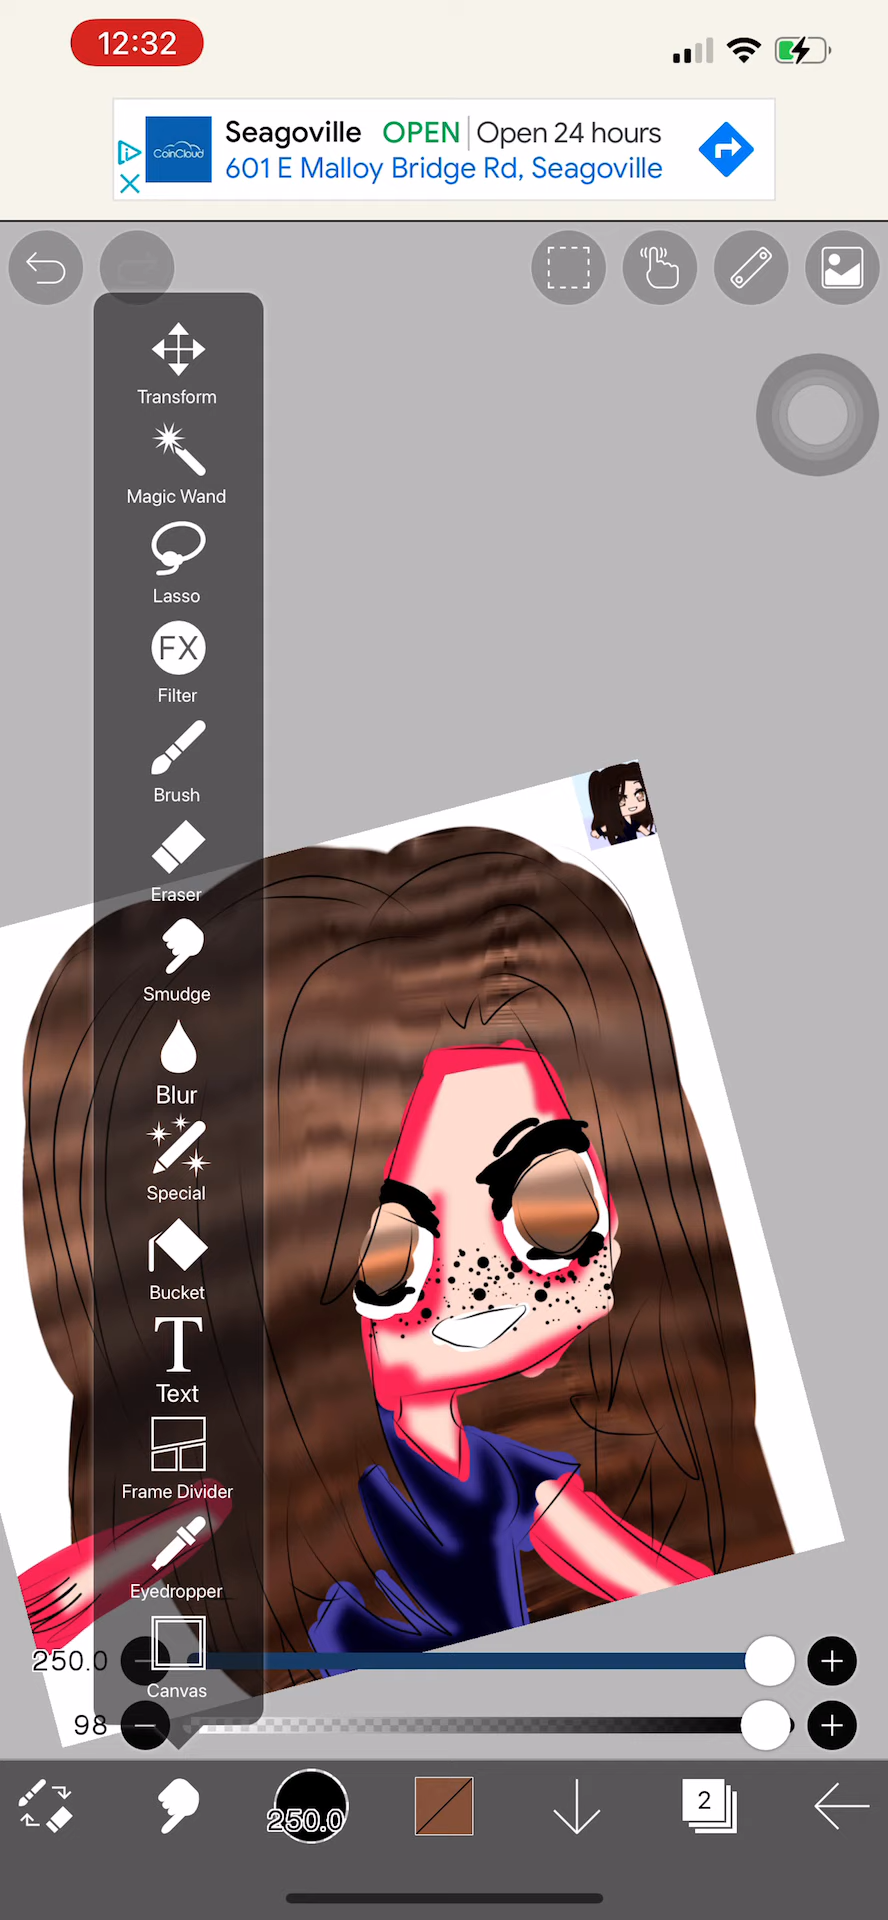 12:32
CoinCloud
Seagoville OPEN Open 24 hours
601 E Malloy Bridge Rd, Seagoville
Transform
Magic Wand
Lasso
FX
Filter
Brush
Eraser
Smudge
Blur
Special
Bucket
T
Text
Frame Divider
Eyedropper
250.0
Canvas
98
250.0
2